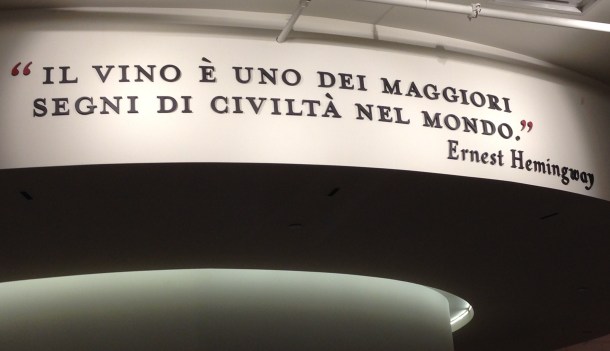 “ IL VINO È UNO DEI MAGGIORI
SEGNI DI CIVILTÀ NEL MONDO.”
Ernest Hemingway